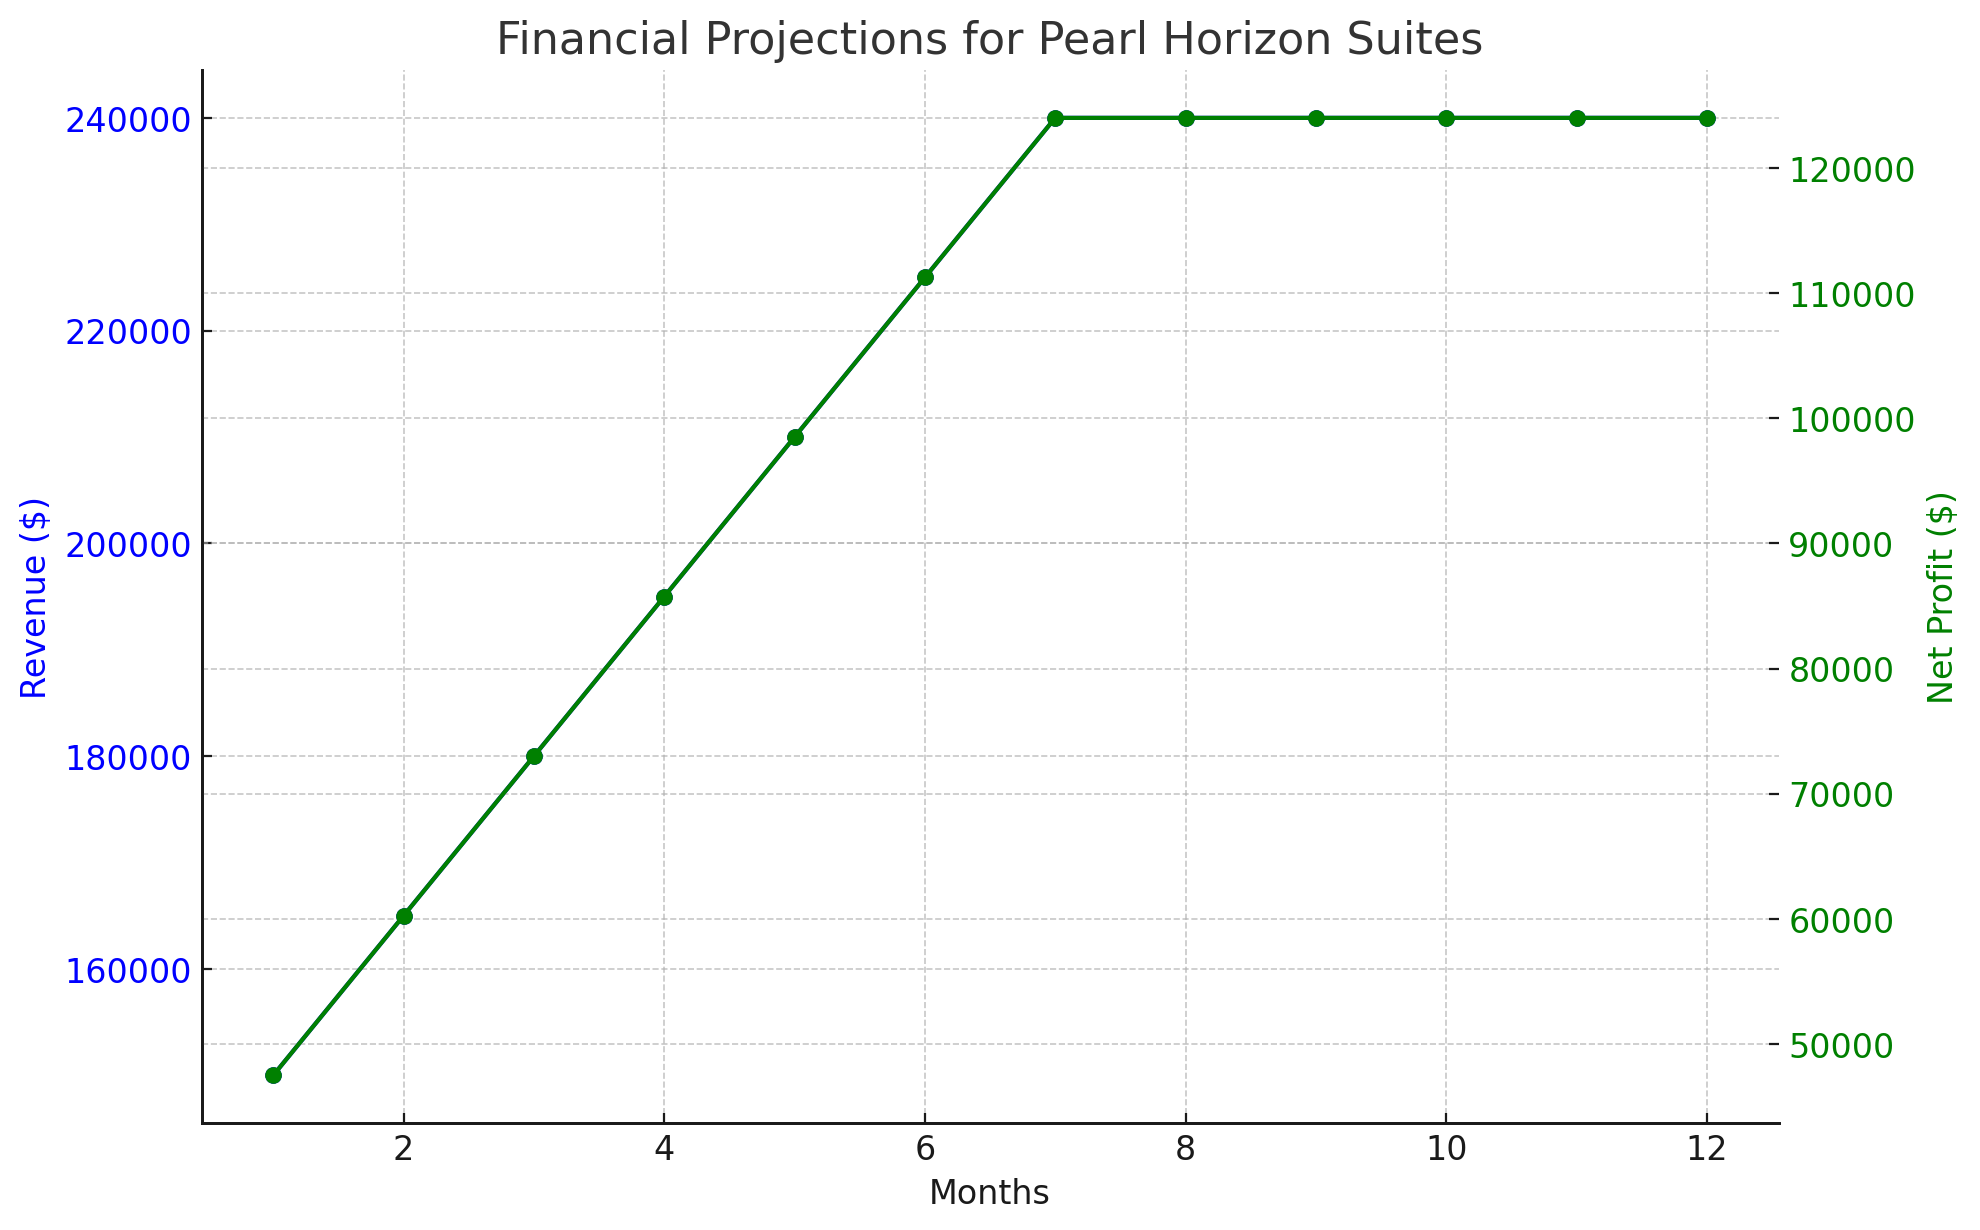 Financial Projections for Pearl Horizon Suites
240000
220000
200000
180000
160000
Revenue ($)
120000
110000
100000
90000
80000
70000
60000
50000
Net Profit ($)
2 4 6 8 10 12
Months